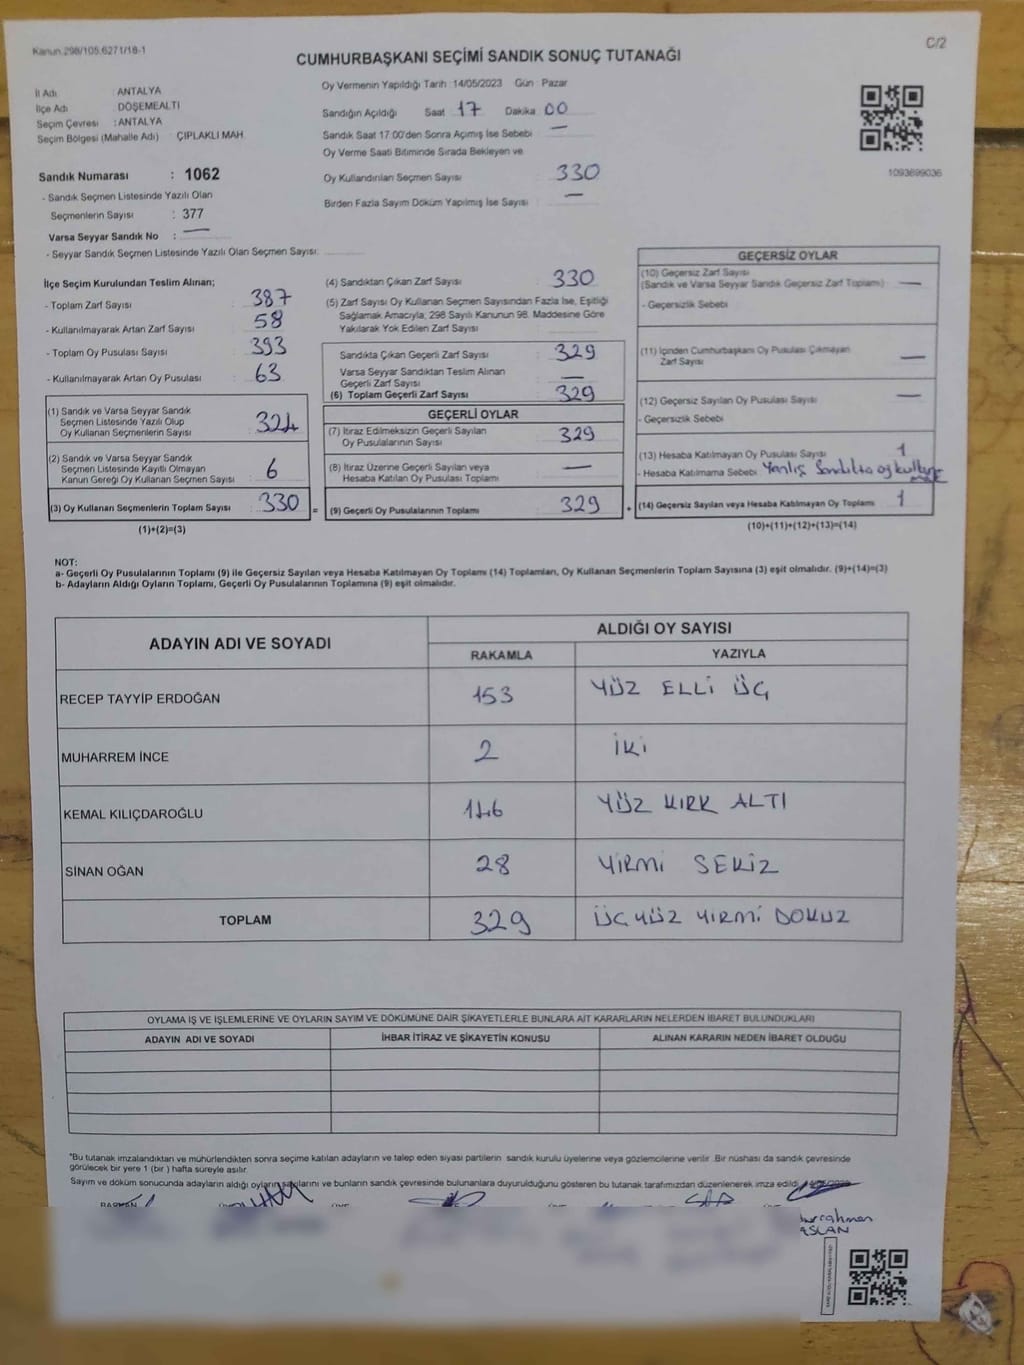 Kanun.298/105.6271/18-1
C/2
CUMHURBAŞKANI SEÇİMİ SANDIK SONUÇ TUTANAĞI
İl Adı : ANTALYA
İlçe Adı : DÖŞEMEALTI
Seçim Çevresi : ANTALYA
Seçim Bölgesi (Mahalle Adı) : ÇIPLAKLI MAH.
Sandık Numarası : 1062
- Sandık Seçmen Listesinde Yazılı Olan
Seçmenlerin Sayısı : 377
Varsa Seyyar Sandık No : —
- Seyyar Sandık Seçmen Listesinde Yazılı Olan Seçmen Sayısı:
Oy Vermenin Yapıldığı Tarih : 14/05/2023 Gün : Pazar
Sandığın Açıldığı Saat 17 Dakika 00
Sandık Saat 17:00'den Sonra Açımış İse Sebebi : —
Oy Verme Saati Bitiminde Sırada Bekleyen ve
Oy Kullandırılan Seçmen Sayısı : 330
Birden Fazla Sayım Döküm Yapılmış İse Sayısı : —
1093699036
İlçe Seçim Kurulundan Teslim Alınan;
- Toplam Zarf Sayısı : 387
- Kullanılmayarak Artan Zarf Sayısı : 58
- Toplam Oy Pusulası Sayısı : 393
- Kullanılmayarak Artan Oy Pusulası : 63
(1) Sandık ve Varsa Seyyar Sandık
Seçmen Listesinde Yazılı Olup
Oy Kullanan Seçmenlerin Sayısı : 324
(2) Sandık ve Varsa Seyyar Sandık
Seçmen Listesinde Kayıtlı Olmayan
Kanun Gereği Oy Kullanan Seçmen Sayısı : 6
(3) Oy Kullanan Seçmenlerin Toplam Sayısı : 330 =
(1)+(2)=(3)
(4) Sandıktan Çıkan Zarf Sayısı : 330
(5) Zarf Sayısı Oy Kullanan Seçmen Sayısından Fazla İse, Eşitliği
Sağlamak Amacıyla, 298 Sayılı Kanunun 98. Maddesine Göre
Yakılarak Yok Edilen Zarf Sayısı :
Sandıkta Çıkan Geçerli Zarf Sayısı : 329
Varsa Seyyar Sandıktan Teslim Alınan
Geçerli Zarf Sayısı : —
(6) Toplam Geçerli Zarf Sayısı : 329
GEÇERLİ OYLAR
(7) İtiraz Edilmeksizin Geçerli Sayılan
Oy Pusulalarının Sayısı : 329
(8) İtiraz Üzerine Geçerli Sayılan veya
Hesaba Katılan Oy Pusulası Toplamı : —
(9) Geçerli Oy Pusulalarının Toplamı : 329 +
GEÇERSİZ OYLAR
(10) Geçersiz Zarf Sayısı
(Sandık ve Varsa Seyyar Sandık Geçersiz Zarf Toplamı) : —
- Geçersizlik Sebebi
(11) İçinden Cumhurbaşkanı Oy Pusulası Çıkmayan
Zarf Sayısı : —
(12) Geçersiz Sayılan Oy Pusulası Sayısı : —
- Geçersizlik Sebebi
(13) Hesaba Katılmayan Oy Pusulası Sayısı : 1
- Hesaba Katılmama Sebebi Yanlış Sandıkta oy
(14) Geçersiz Sayılan veya Hesaba Katılmayan Oy Toplamı : 1
(10)+(11)+(12)+(13)=(14)
NOT:
a- Geçerli Oy Pusulalarının Toplamı (9) ile Geçersiz Sayılan veya Hesaba Katılmayan Oy Toplamı (14) Toplamları, Oy Kullanan Seçmenlerin Toplam Sayısına (3) eşit olmalıdır. (9)+(14)=(3)
b- Adayların Aldığı Oyların Toplamı, Geçerli Oy Pusulalarının Toplamına (9) eşit olmalıdır.
ADAYIN ADI VE SOYADI
ALDIĞI OY SAYISI
RAKAMLA YAZIYLA
RECEP TAYYİP ERDOĞAN 153 YÜZ ELLİ ÜÇ
MUHARREM İNCE 2 İKİ
KEMAL KILIÇDAROĞLU 146 YÜZ KIRK ALTI
SİNAN OĞAN 28 YİRMİ SEKİZ
TOPLAM 329 ÜÇYÜZ YİRMİ DOKUZ
OYLAMA İŞ VE İŞLEMLERİNE VE OYLARIN SAYIM VE DÖKÜMÜNE DAİR ŞİKAYETLERLE BUNLARA AİT KARARLARIN NELERDEN İBARET BULUNDUKLARI
ADAYIN ADI VE SOYADI İHBAR İTİRAZ VE ŞİKAYETİN KONUSU ALINAN KARARIN NEDEN İBARET OLDUĞU
*Bu tutanak imzalandıktan ve mühürlendikten sonra seçime katılan adayların ve talep eden siyasi partilerin sandık kurulu üyelerine veya gözlemcilerine verilir. Bir nüshası da sandık çevresinde
görülecek bir yere 1 (bir ) hafta süreyle asılır.
Sayım ve döküm sonucunda adayların aldığı oyların sayılarını ve bunların sandık çevresinde bulunanlara duyurulduğunu gösteren bu tutanak tarafımızdan düzenlenerek imza edildi.
ASLAN